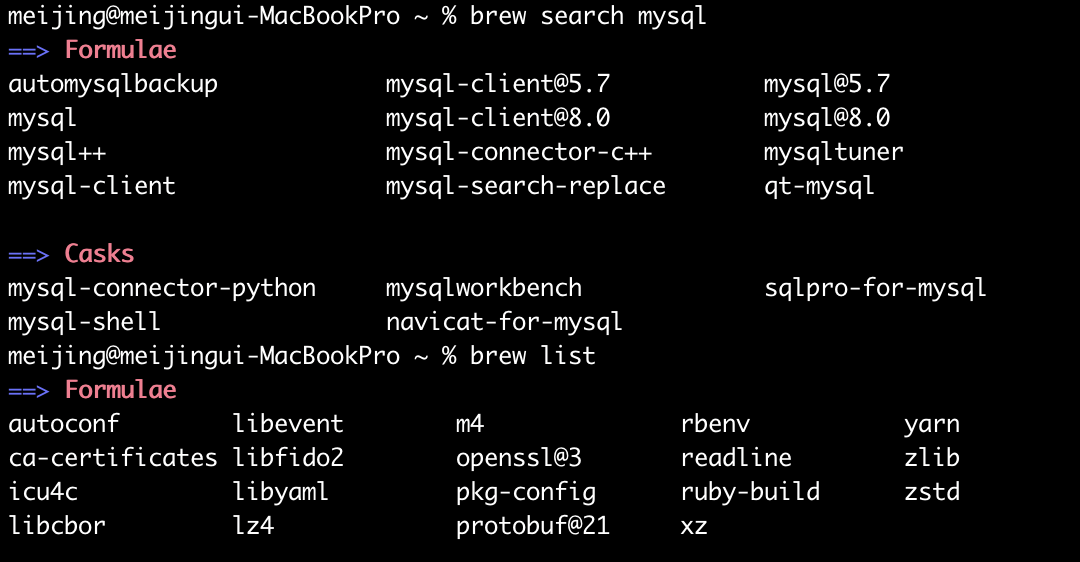 meijing@meijingui-MacBookPro ~ % brew search mysql
==> Formulae
automysqlbackup            mysql-client@5.7           mysql@5.7
mysql                      mysql-client@8.0           mysql@8.0
mysql++                    mysql-connector-c++        mysqltuner
mysql-client               mysql-search-replace       qt-mysql

==> Casks
mysql-connector-python     mysqlworkbench             sqlpro-for-mysql
mysql-shell                navicat-for-mysql
meijing@meijingui-MacBookPro ~ % brew list
==> Formulae
autoconf        libevent        m4              rbenv           yarn
ca-certificates libfido2        openssl@3       readline        zlib
icu4c           libyaml         pkg-config      ruby-build      zstd
libcbor         lz4             protobuf@21     xz